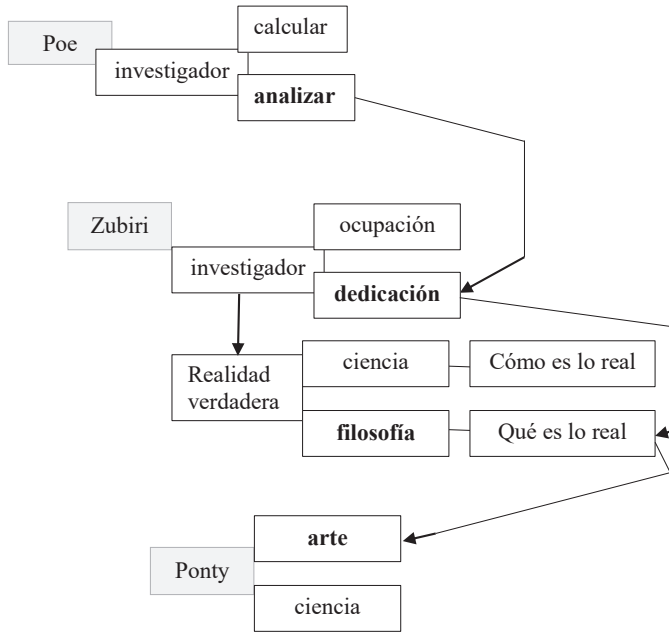 calcular
Poe
investigador
analizar
ocupación
Zubiri
investigador
dedicación
ciencia
Cómo es lo real
Realidad
verdadera
filosofía
Qué es lo real
arte
Ponty
ciencia